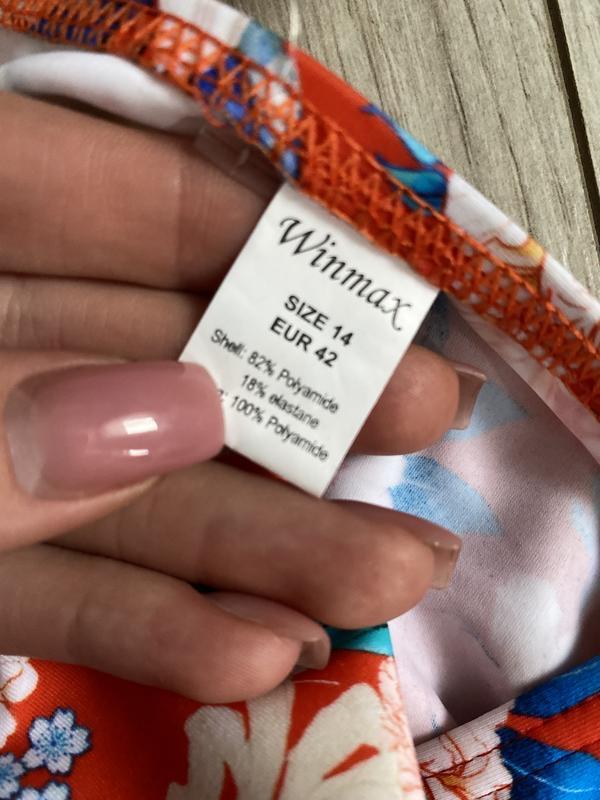 Winmax
SIZE 14
EUR 42
Shell: 82% Polyamide
18% elastane
: 100% Polyamide